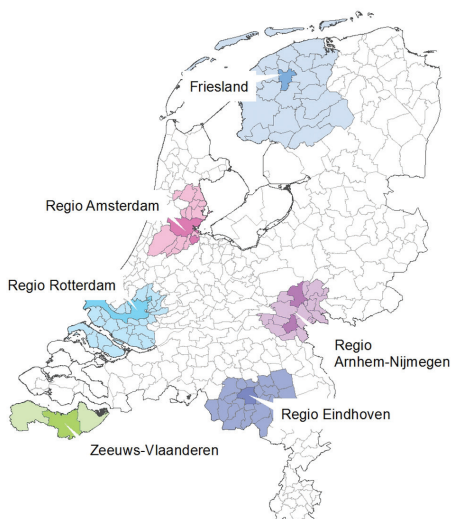 Friesland
Regio Amsterdam
Regio Rotterdam
Regio
Arnhem-Nijmegen
Regio Eindhoven
Zeeuws-Vlaanderen